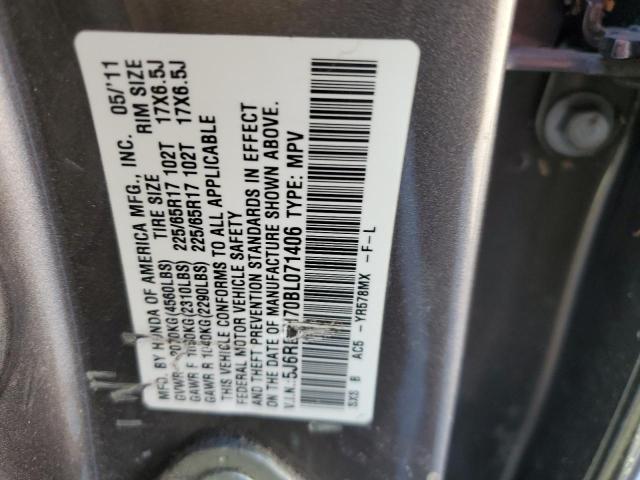 MFD. BY HONDA OF AMERICA MFG., INC. 05/'11
GVWR 2070KG(4560LBS) TIRE SIZE RIM SIZE
GAWR F 1050KG(2310LBS) 225/65R17 102T 17X6.5J
GAWR R 1040KG(2290LBS) 225/65R17 102T 17X6.5J
THIS VEHICLE CONFORMS TO ALL APPLICABLE
FEDERAL MOTOR VEHICLE SAFETY
AND THEFT PREVENTION STANDARDS IN EFFECT
ON THE DATE OF MANUFACTURE SHOWN ABOVE.
V.I.N.: TYPE: MPV
SXS B AC5 -YR578MX -F-L